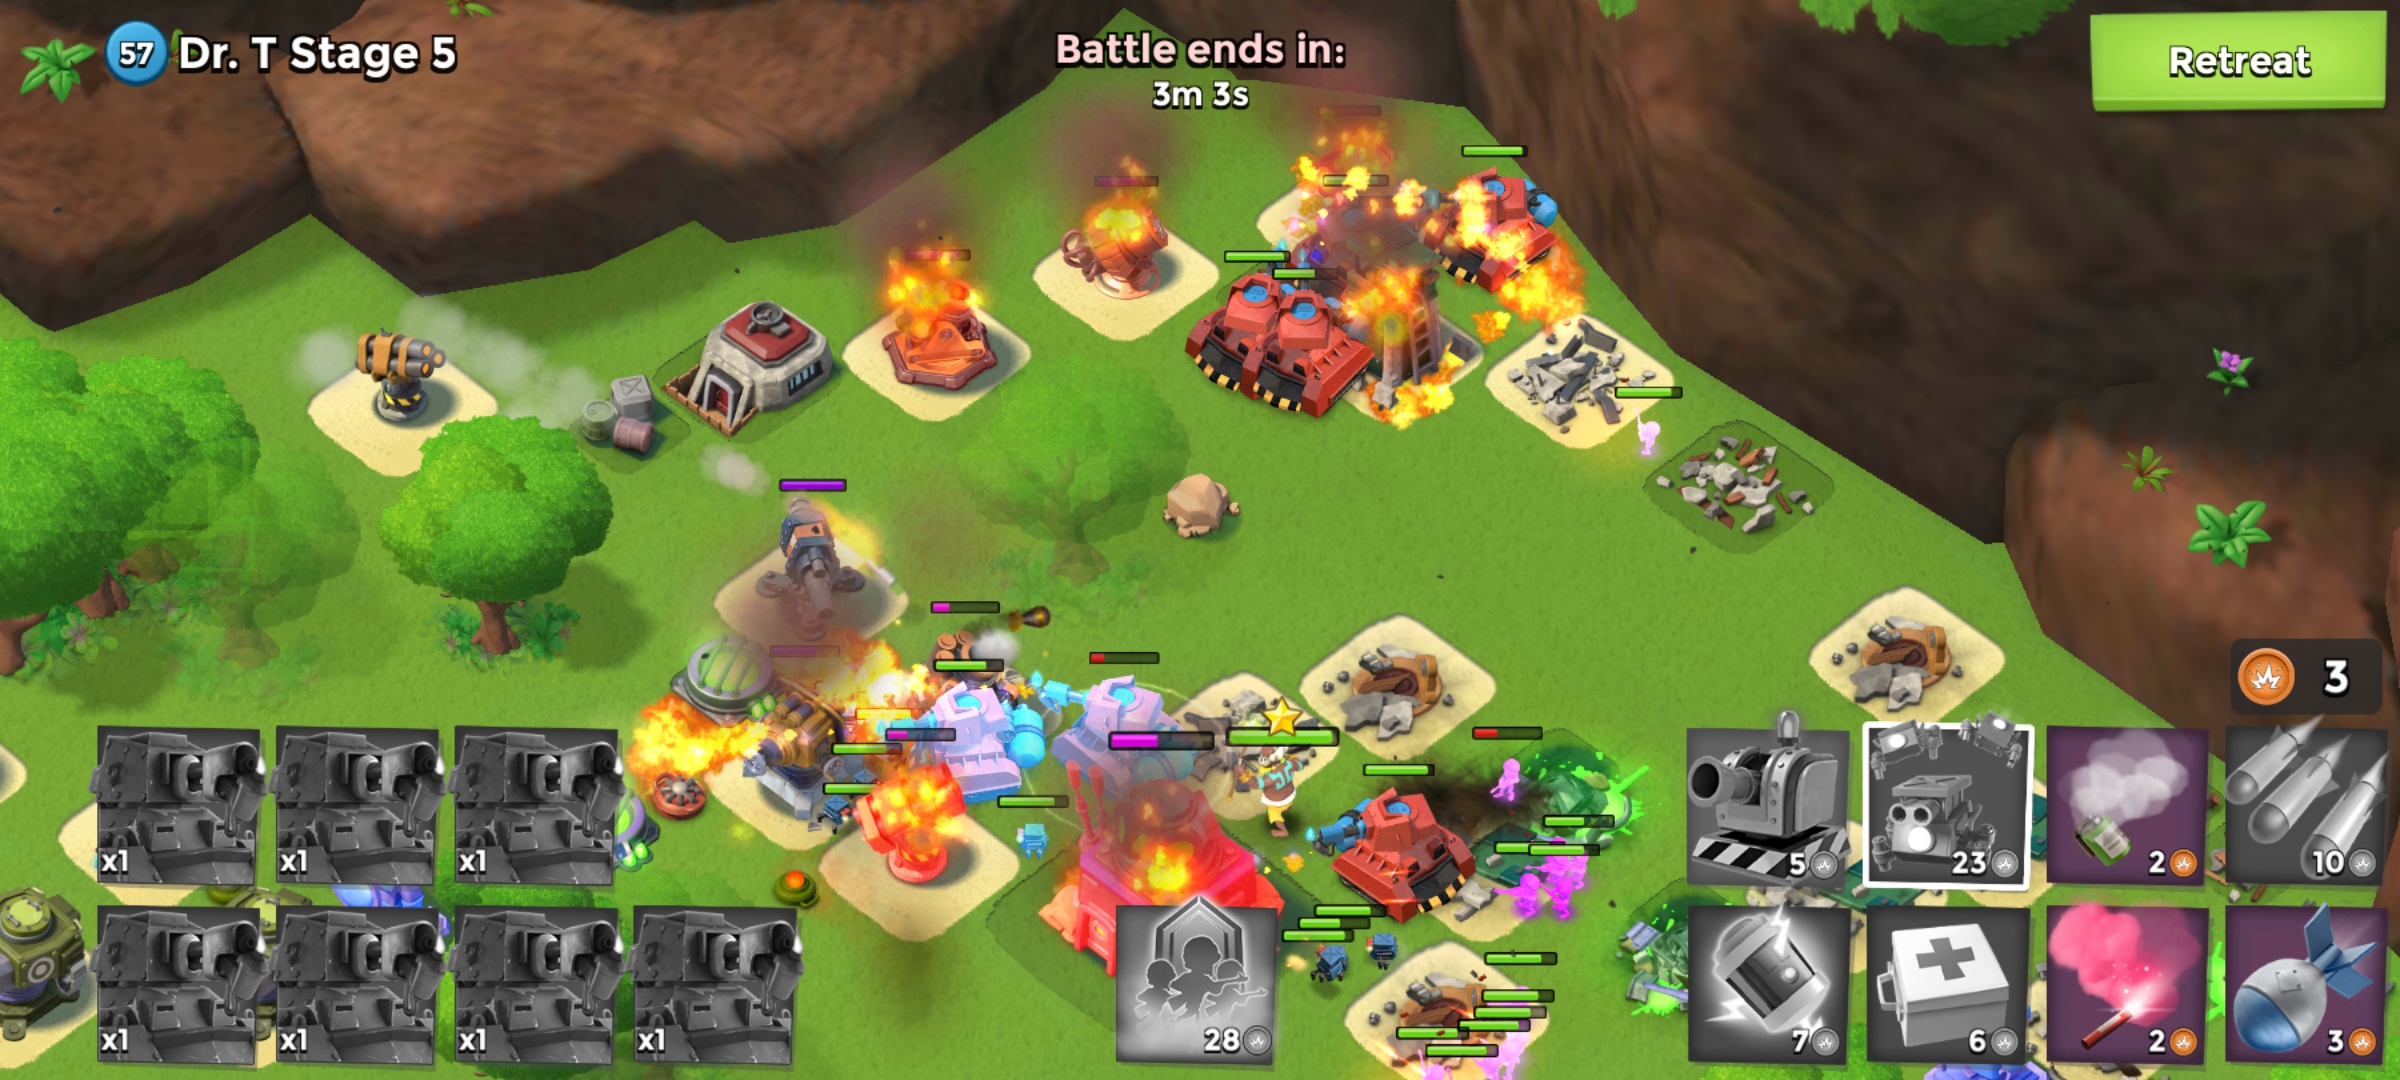 57 Dr. T Stage 5
Battle ends in:
3m 3s
Retreat
3
x1 x1 x1
5 23 2 10
x1 x1 x1 x1
28
7 6 2 3